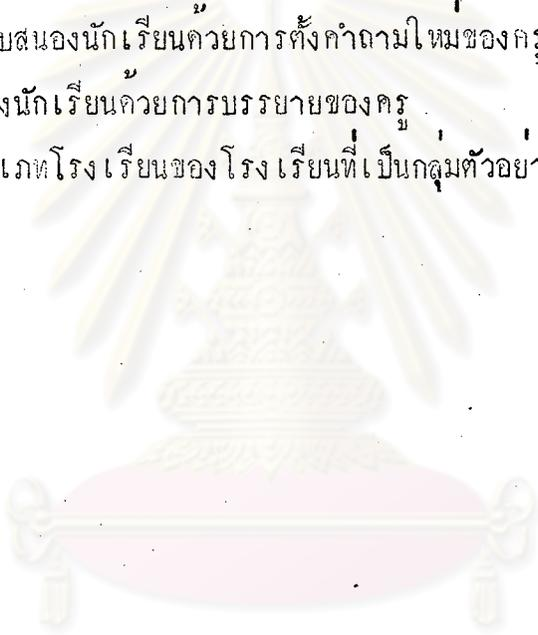 บสนองนักเรียนด้วยการตั้งคำถามใหม่ของครู
งนักเรียนด้วยการบรรยายของครู
เภทโรงเรียนของโรงเรียนที่เป็นกลุ่มตัวอย่า